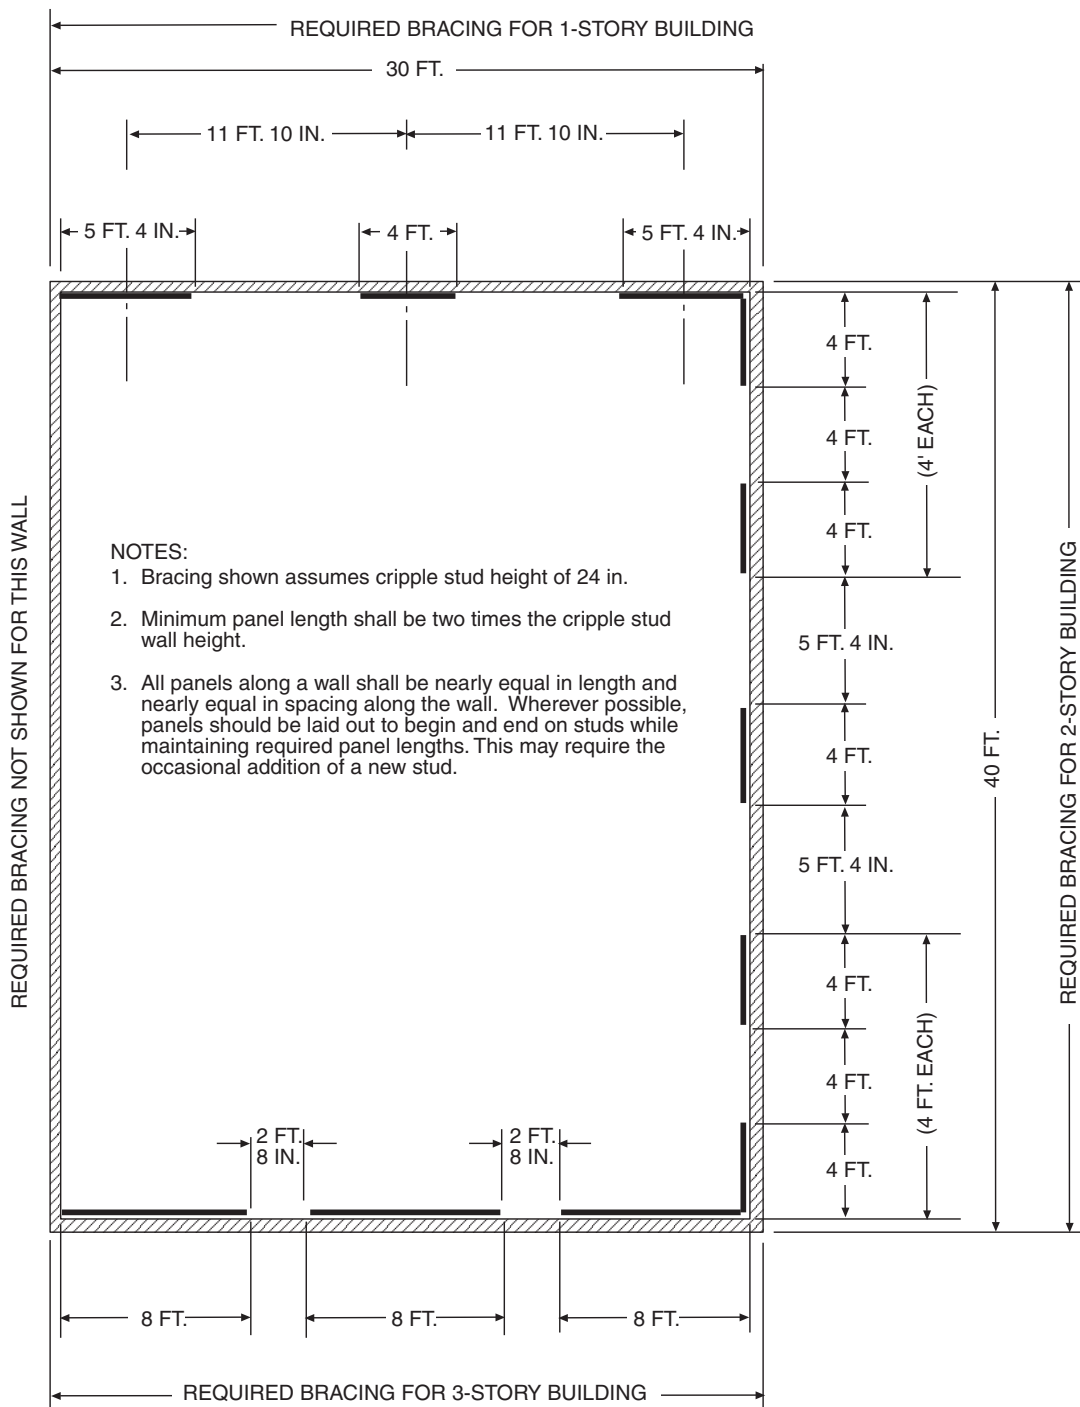 REQUIRED BRACING FOR 1-STORY BUILDING
30 FT.
11 FT. 10 IN.
11 FT. 10 IN.
5 FT. 4 IN.
4 FT.
5 FT. 4 IN.
4 FT.
(4' EACH)
4 FT.
4 FT.
REQUIRED BRACING NOT SHOWN FOR THIS WALL
NOTES:
1. Bracing shown assumes cripple stud height of 24 in.
2. Minimum panel length shall be two times the cripple stud
wall height.
3. All panels along a wall shall be nearly equal in length and
nearly equal in spacing along the wall. Wherever possible,
panels should be laid out to begin and end on studs while
maintaining required panel lengths. This may require the
occasional addition of a new stud.
5 FT. 4 IN.
4 FT.
40 FT.
REQUIRED BRACING FOR 2-STORY BUILDING
5 FT. 4 IN.
4 FT.
(4 FT. EACH)
4 FT.
4 FT.
2 FT.
8 IN.
2 FT.
8 IN.
8 FT.
8 FT.
8 FT.
REQUIRED BRACING FOR 3-STORY BUILDING